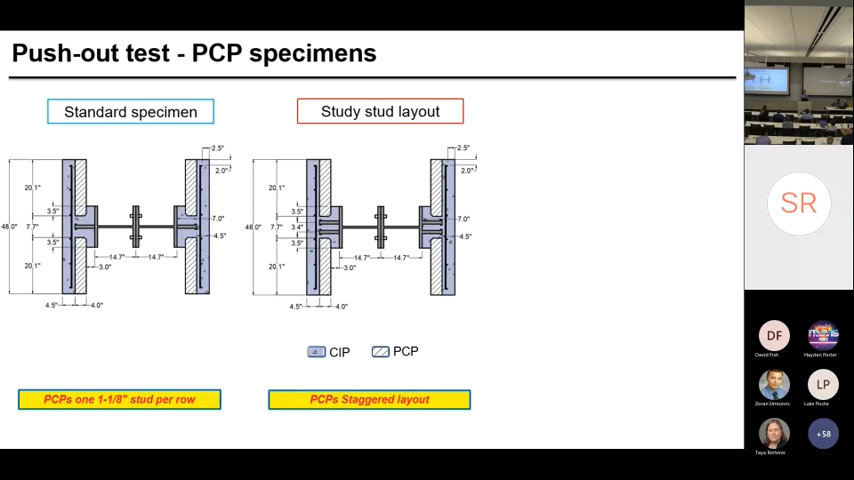 Push-out test - PCP specimens
Standard specimen
Study stud layout
2.5"
2.0"
20.1"
3.5"
48.0"
7.7"
7.0"
4.5"
3.5"
14.7"
14.7"
20.1"
3.0"
4.5"
4.0"
2.5"
2.0"
20.1"
3.5"
48.0"
7.7"
3.4"
7.0"
4.5"
3.5"
14.7"
14.7"
20.1"
3.0"
4.5"
4.0"
CIP
PCP
PCPs one 1-1/8" stud per row
PCPs Staggered layout
SR
DF
David Fish
Hayden Porter
LP
Zoran
Luke
+58